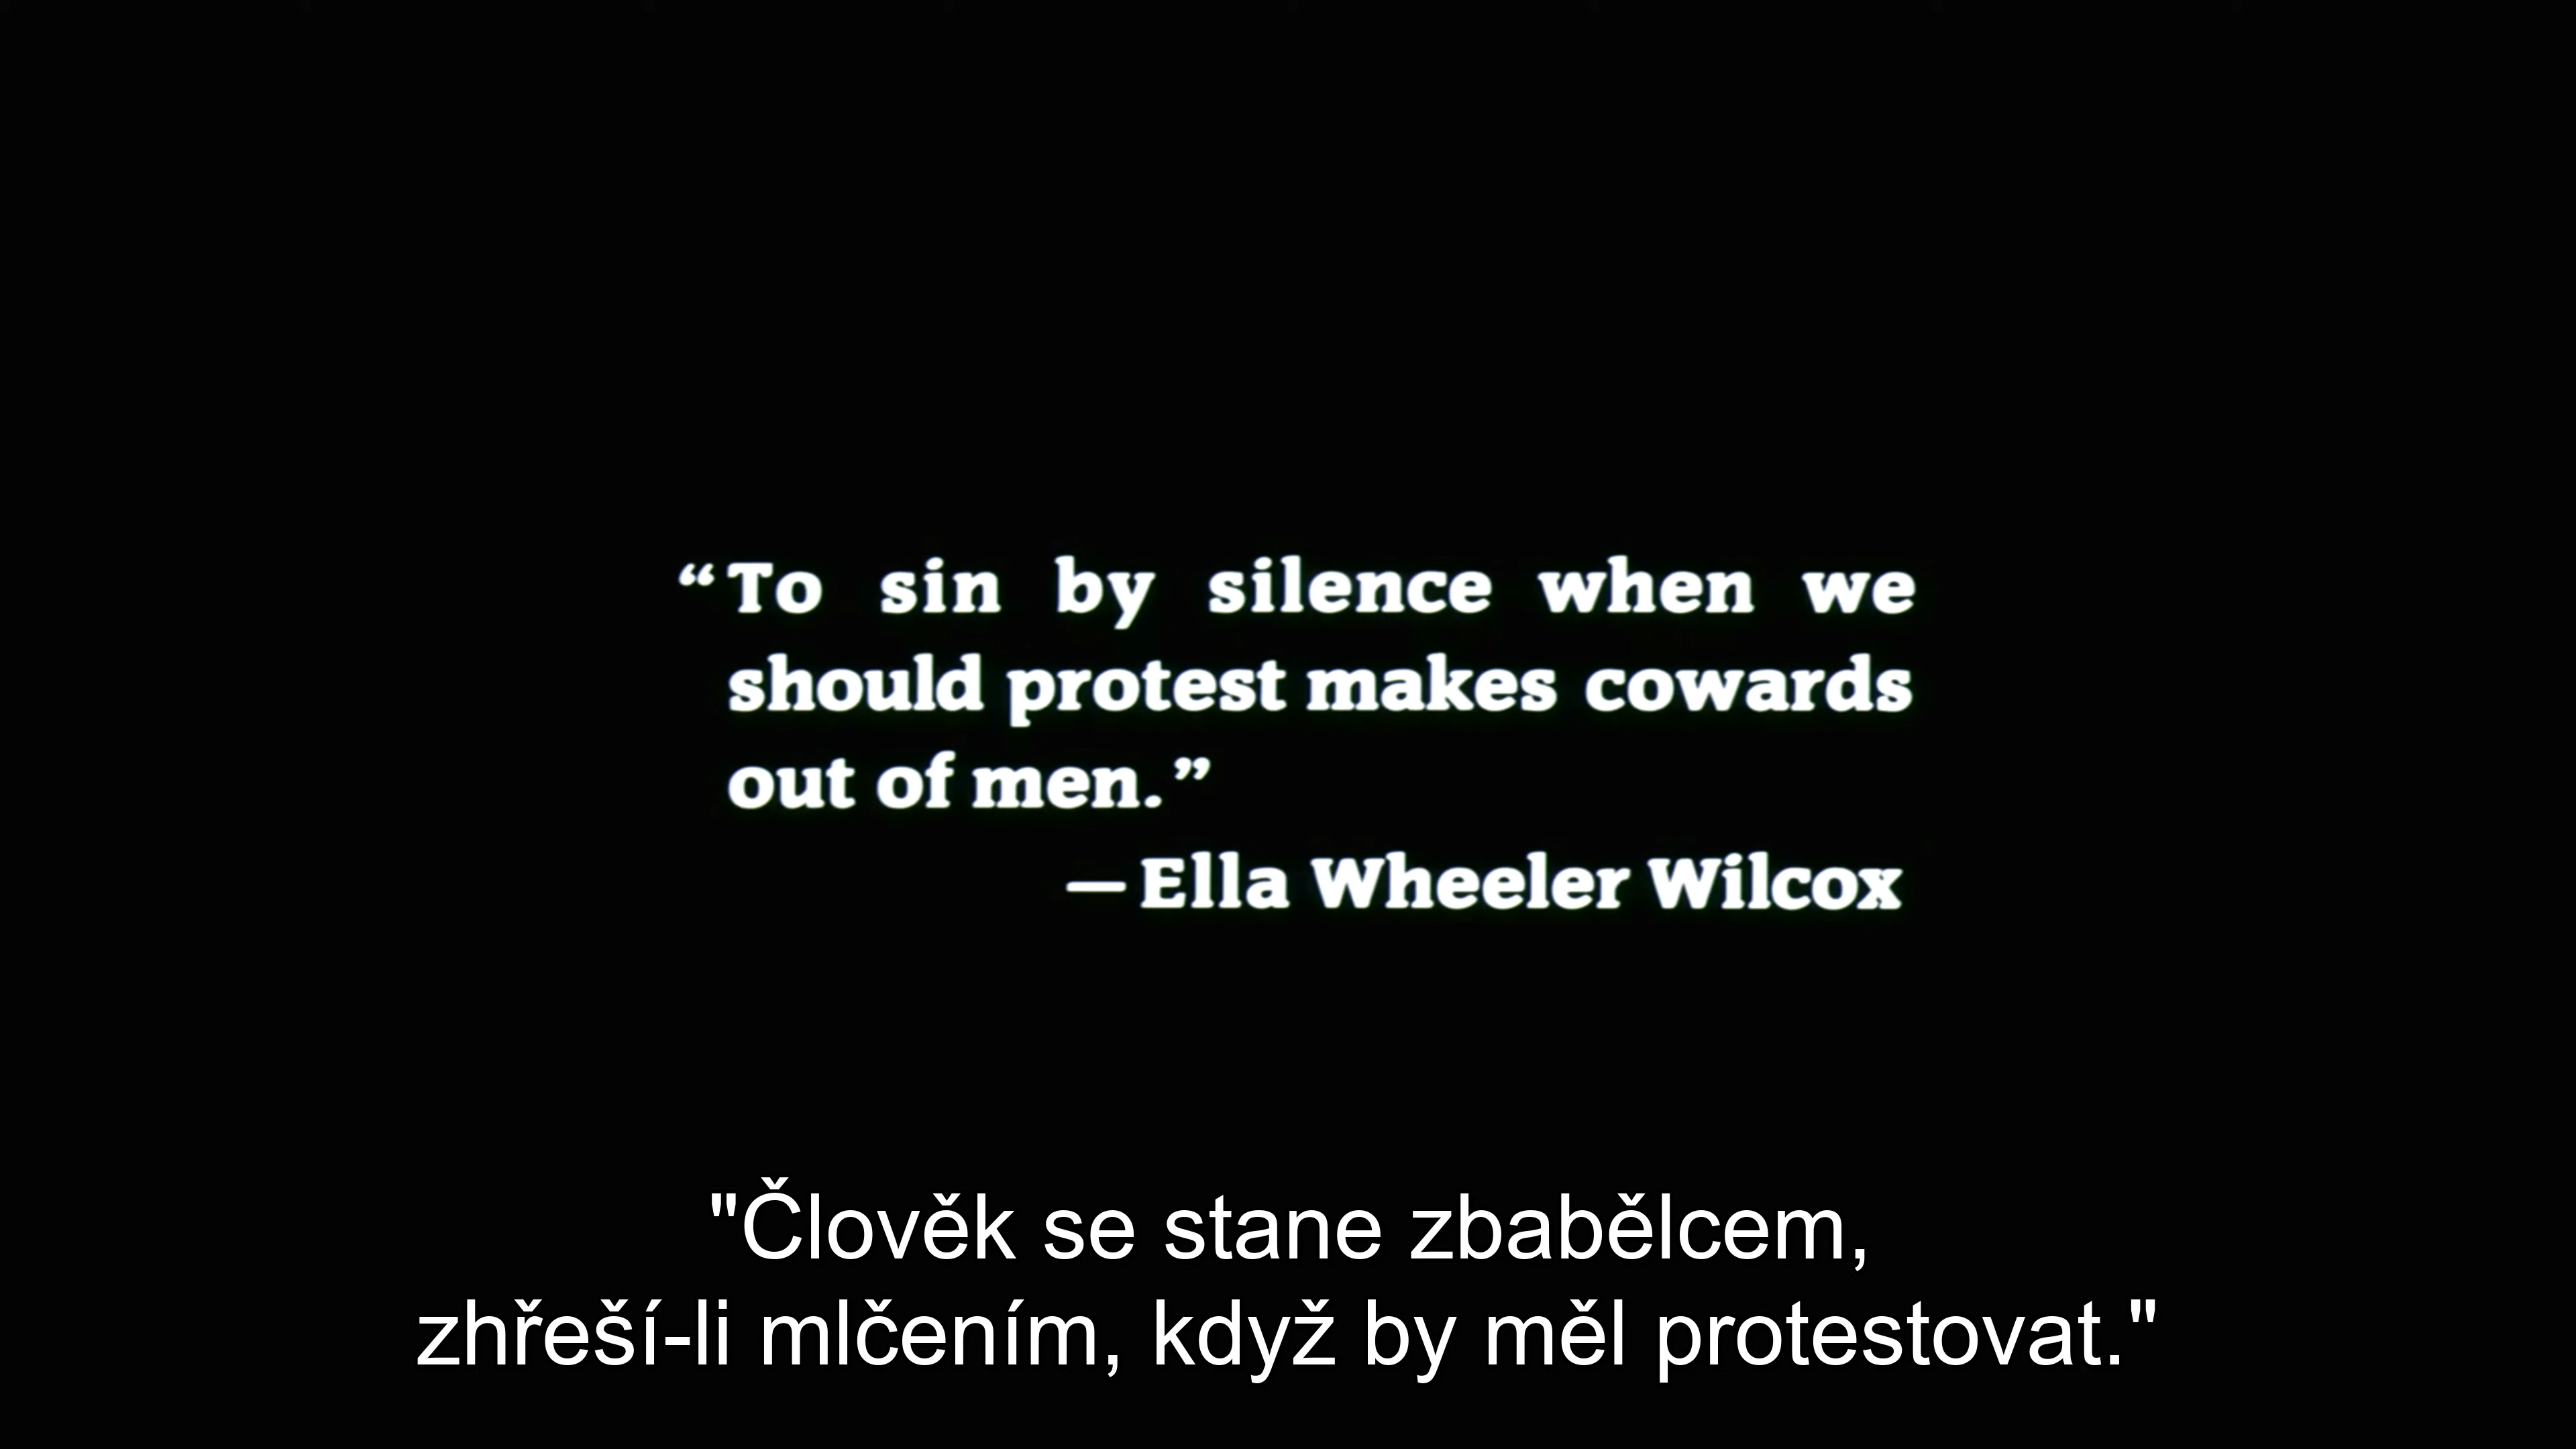 “To sin by silence when we
should protest makes cowards
out of men.”
—Ella Wheeler Wilcox
"Člověk se stane zbabělcem,
zhřeší-li mlčením, když by měl protestovat."